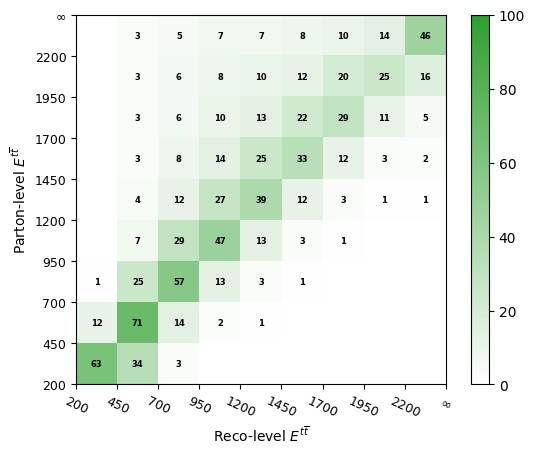 ∞ 3 5 7 7 8 10 14 46 100
2200 3 6 8 10 12 20 25 16
1950 3 6 10 13 22 29 11 5 80
1700 3 8 14 25 33 12 3 2
1450 4 12 27 39 12 3 1 1 60
1200 7 29 47 13 3 1 40
950 1 25 57 13 3 1
700 12 71 14 2 1 20
450 63 34 3
200 0
Parton-level E^{tt̅}
200 450 700 950 1200 1450 1700 1950 2200 ∞
Reco-level E^{tt̅}